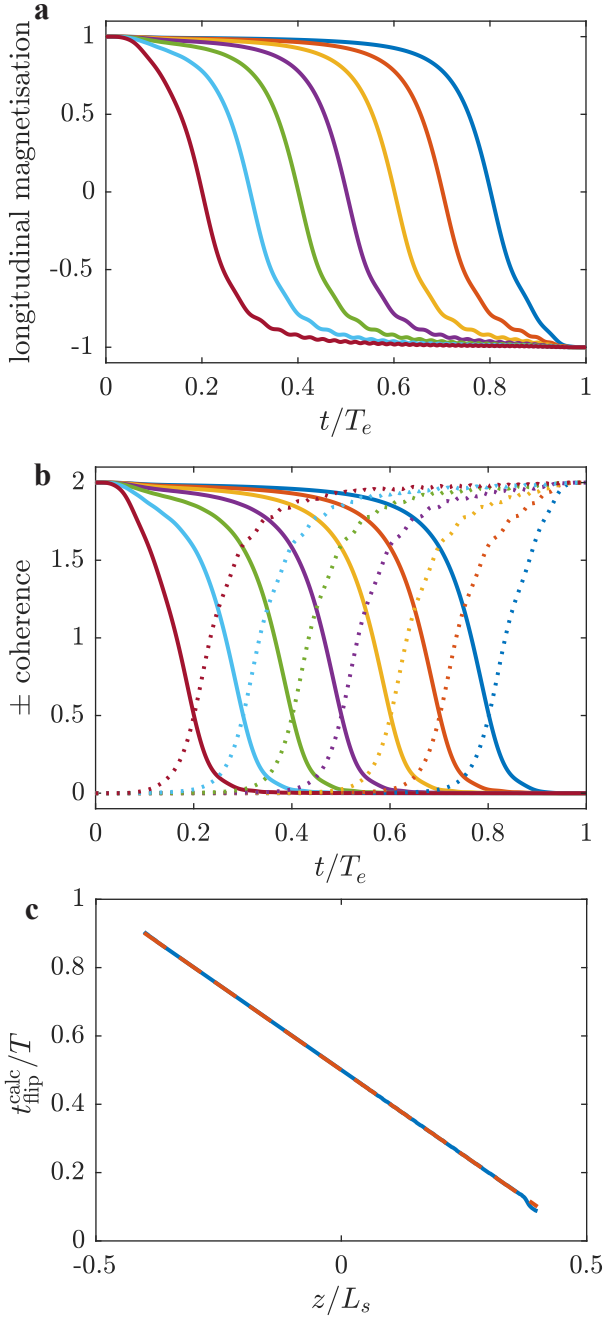 a
longitudinal magnetisation
1
0.5
0
-0.5
-1
0 0.2 0.4 0.6 0.8 1
t/T_e
b
± coherence
2
1.5
1
0.5
0
0 0.2 0.4 0.6 0.8 1
t/T_e
c
t_flip^calc/T
1
0.8
0.6
0.4
0.2
0
-0.5 0 0.5
z/L_s